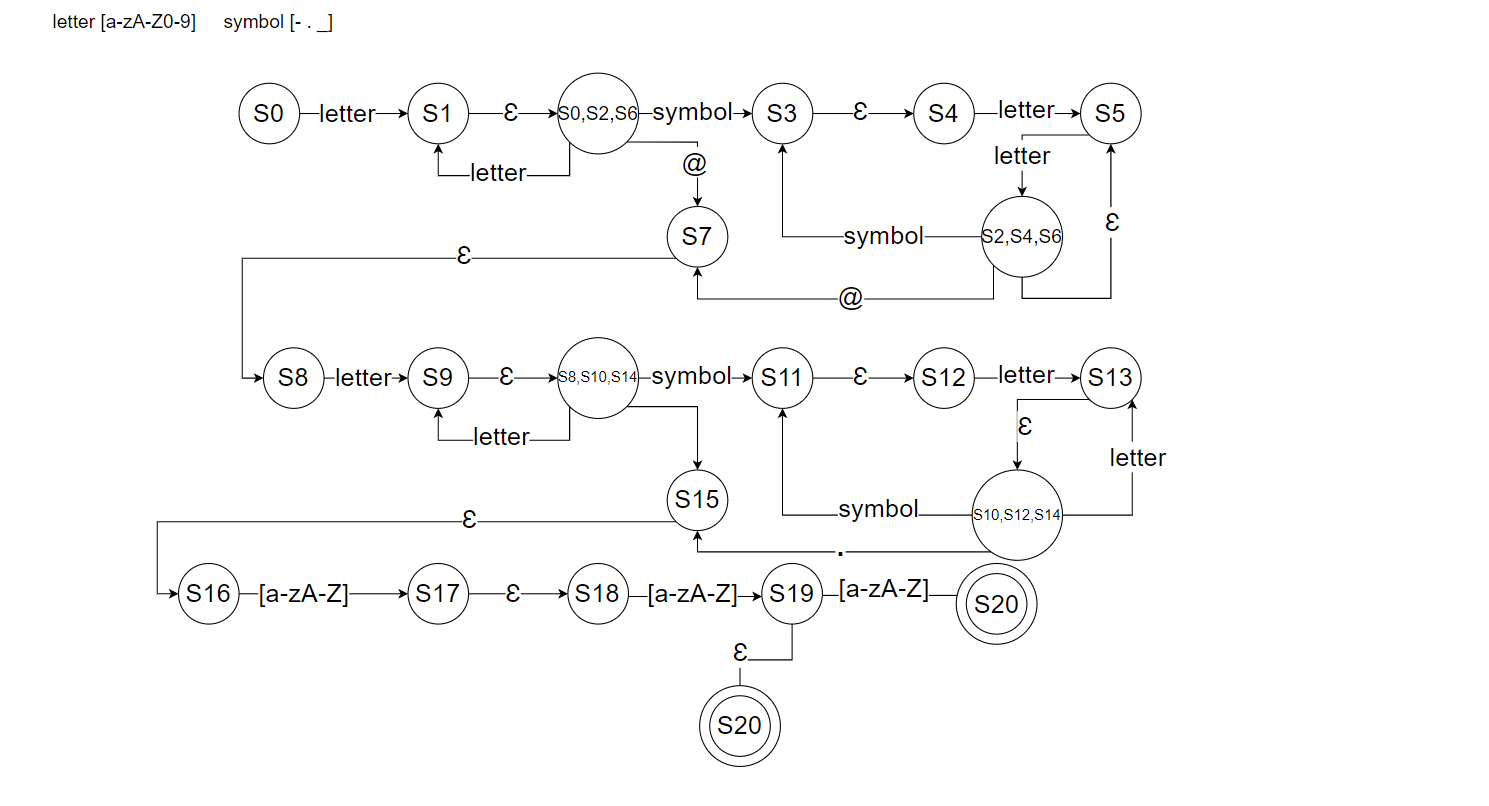 letter [a-zA-Z0-9] symbol [- . _]
S0 letter S1 Ɛ S0,S2,S6 symbol S3 Ɛ S4 letter S5
letter @ letter
S7 symbol S2,S4,S6 Ɛ
Ɛ @
S8 letter S9 Ɛ S8,S10,S14 symbol S11 Ɛ S12 letter S13
letter Ɛ letter
S15 symbol S10,S12,S14
Ɛ .
S16 [a-zA-Z] S17 Ɛ S18 [a-zA-Z] S19 [a-zA-Z] S20
Ɛ
S20